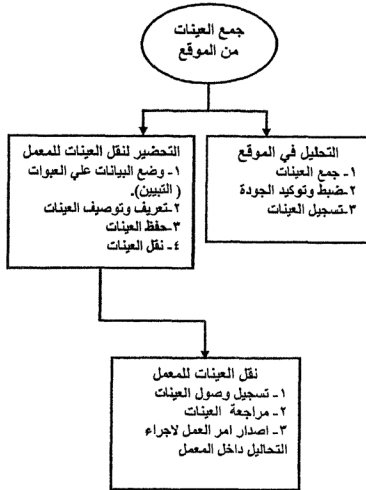 جمع العينات
من الموقع
التحليل في الموقع
١- جمع العينات
٢-ضبط وتوكيد الجودة
٣-تسجيل العينات
التحضير لنقل العينات للمعمل
١- وضع البيانات علي العبوات
( التبيين).
٢-تعريف وتوصيف العينات
٣-حفظ العينات
٤- نقل العينات
نقل العينات للمعمل
١- تسجيل وصول العينات
٢- مراجعة العينات
٣- اصدار امر العمل لاجراء
التحاليل داخل المعمل